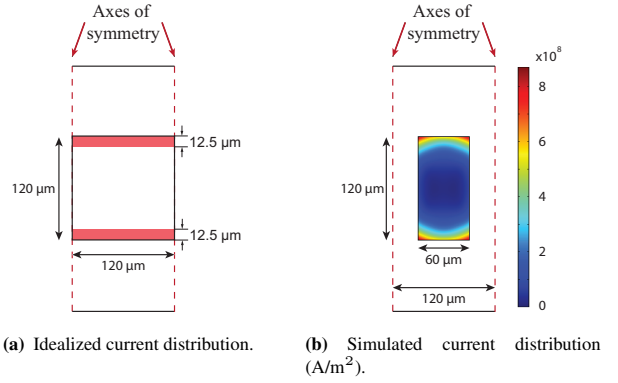 Axes of
symmetry
12.5 µm
120 µm
12.5 µm
120 µm
(a) Idealized current distribution.
Axes of
symmetry
x10⁸
8
6
4
2
0
120 µm
60 µm
120 µm
(b) Simulated current distribution
(A/m²).